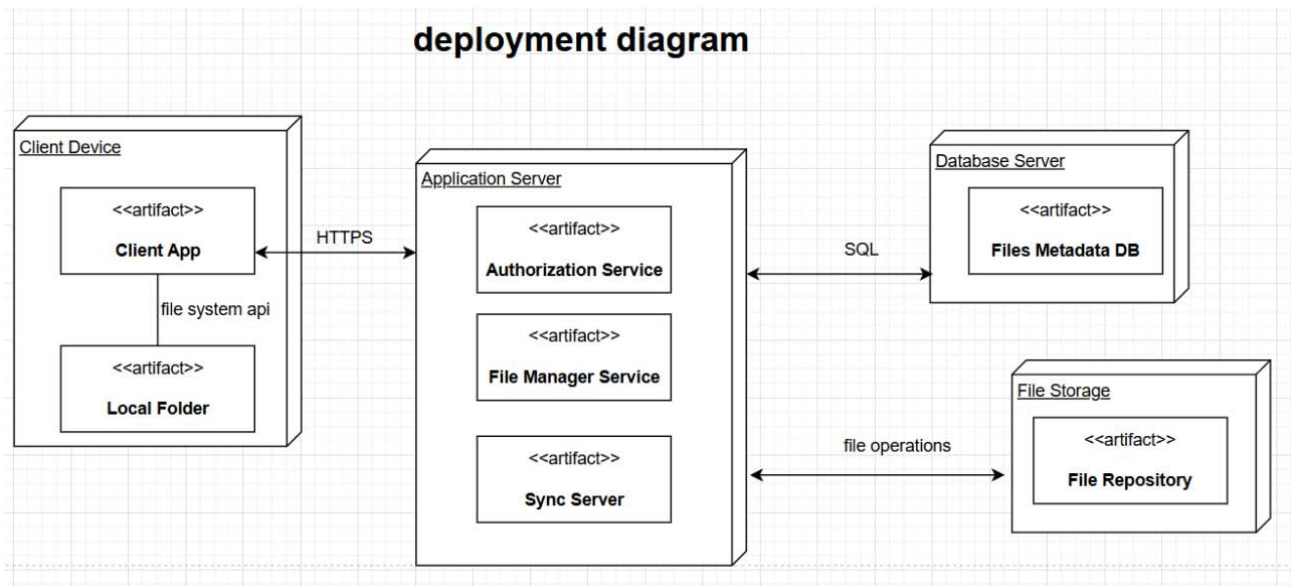 deployment diagram
Client Device
<<artifact>>
Client App
file system api
<<artifact>>
Local Folder
HTTPS
Application Server
<<artifact>>
Authorization Service
<<artifact>>
File Manager Service
<<artifact>>
Sync Server
SQL
Database Server
<<artifact>>
Files Metadata DB
file operations
File Storage
<<artifact>>
File Repository